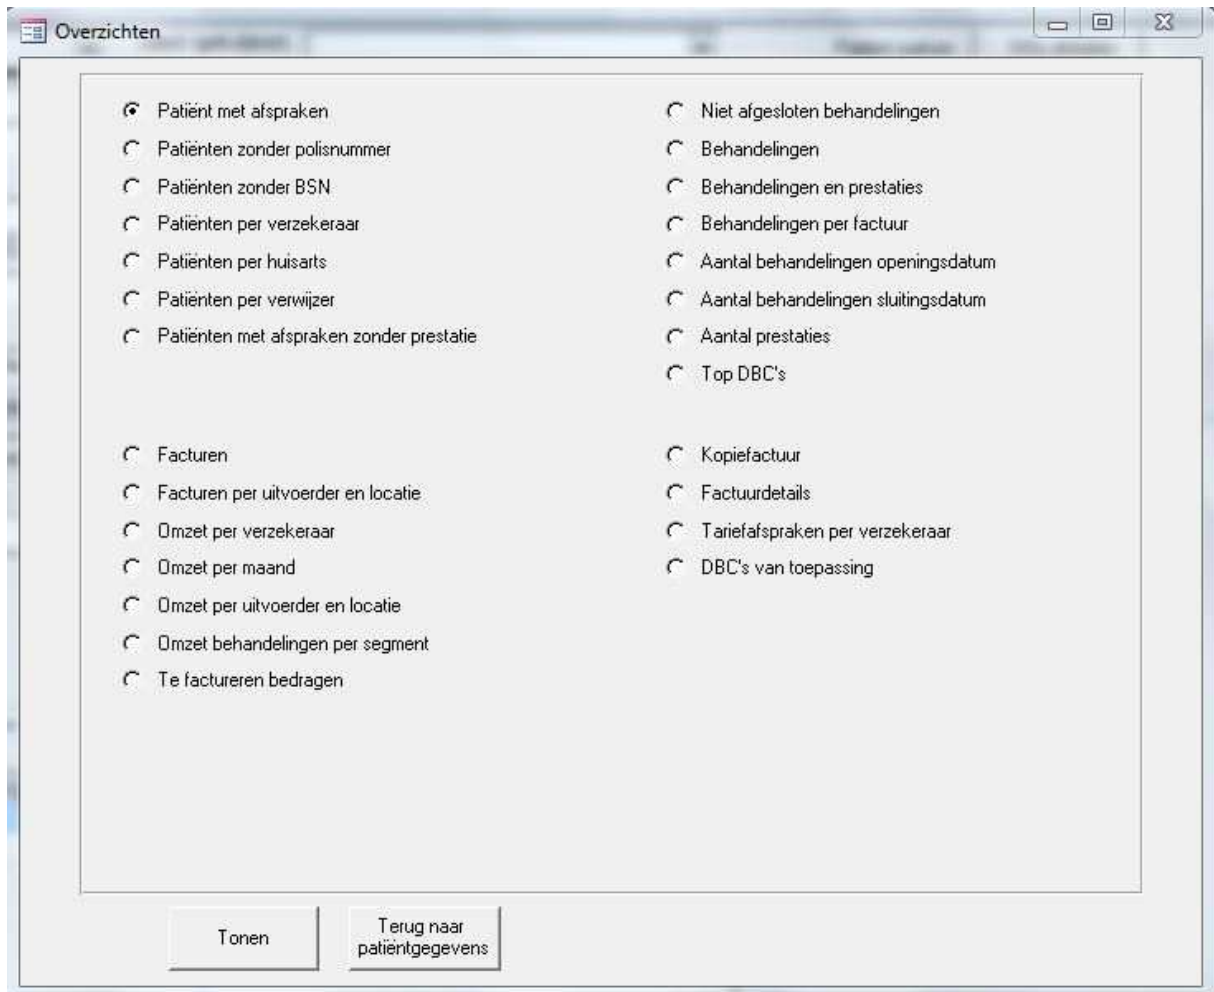 Overzichten
Patiënt met afspraken
Patiënten zonder polisnummer
Patiënten zonder BSN
Patiënten per verzekeraar
Patiënten per huisarts
Patiënten per verwijzer
Patiënten met afspraken zonder prestatie
Niet afgesloten behandelingen
Behandelingen
Behandelingen en prestaties
Behandelingen per factuur
Aantal behandelingen openingsdatum
Aantal behandelingen sluitingsdatum
Aantal prestaties
Top DBC's
Facturen
Facturen per uitvoerder en locatie
Omzet per verzekeraar
Omzet per maand
Omzet per uitvoerder en locatie
Omzet behandelingen per segment
Te factureren bedragen
Kopiefactuur
Factuurdetails
Tariefafspraken per verzekeraar
DBC's van toepassing
Tonen
Terug naar
patiëntgegevens